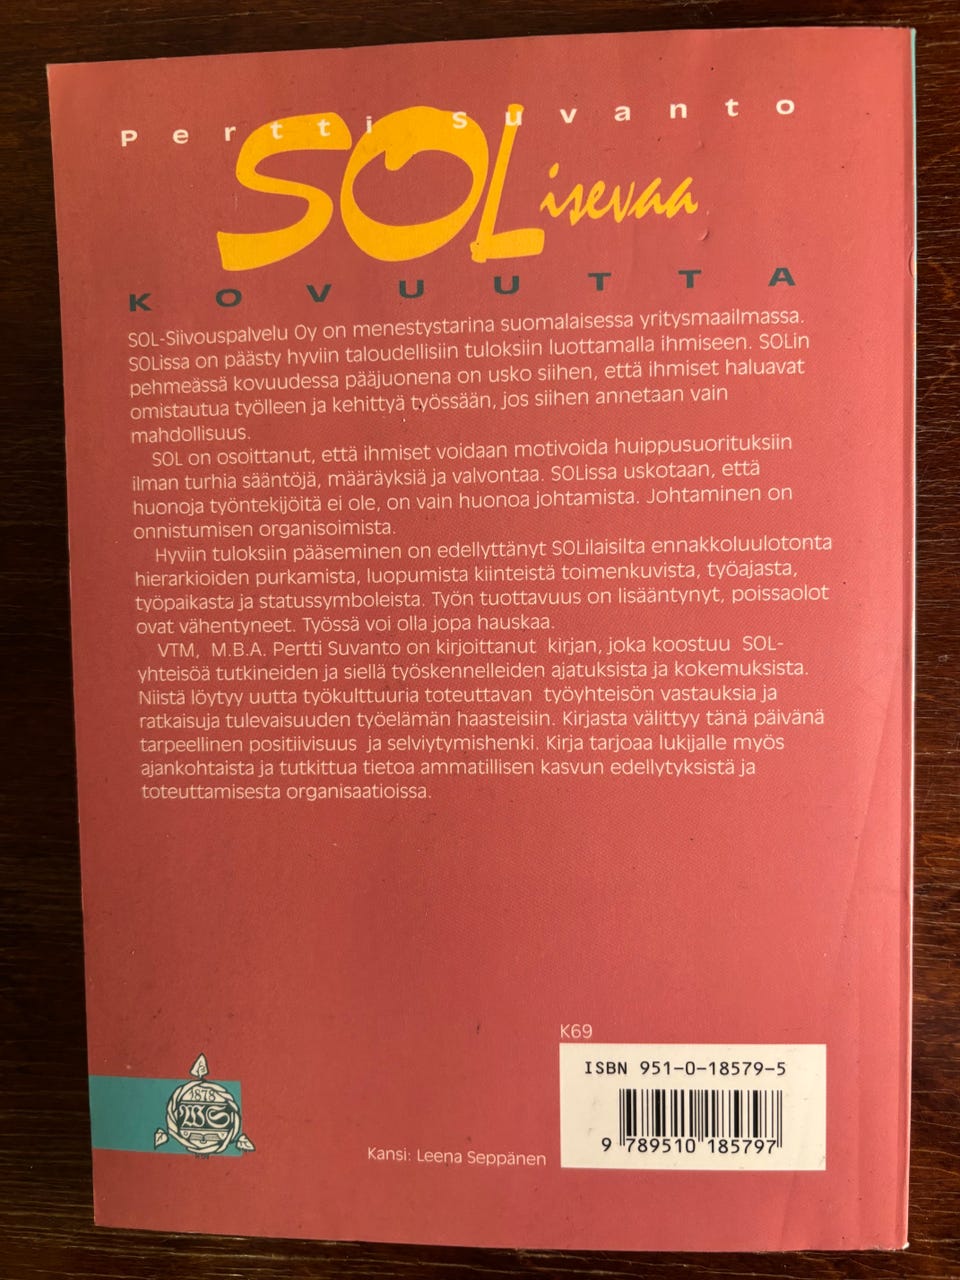 Pertti Suvanto
SOLisevaa
KOVUUTTA
SOL-Siivouspalvelu Oy on menestystarina suomalaisessa yritysmaailmassa.
SOLissa on päästy hyviin taloudellisiin tuloksiin luottamalla ihmiseen. SOLin
pehmeässä kovuudessa pääjuonena on usko siihen, että ihmiset haluavat
omistautua työlleen ja kehittyä työssään, jos siihen annetaan vain
mahdollisuus.
SOL on osoittanut, että ihmiset voidaan motivoida huippusuorituksiin
ilman turhia sääntöjä, määräyksiä ja valvontaa. SOLissa uskotaan, että
huonoja työntekijöitä ei ole, on vain huonoa johtamista. Johtaminen on
onnistumisen organisoimista.
Hyviin tuloksiin pääseminen on edellyttänyt SOLilaisilta ennakkoluulotonta
hierarkioiden purkamista, luopumista kiinteistä toimenkuvista, työajasta,
työpaikasta ja statussymboleista. Työn tuottavuus on lisääntynyt, poissaolot
ovat vähentyneet. Työssä voi olla jopa hauskaa.
VTM, M.B.A. Pertti Suvanto on kirjoittanut kirjan, joka koostuu SOL-
yhteisöä tutkineiden ja siellä työskennelleiden ajatuksista ja kokemuksista.
Niistä löytyy uutta työkulttuuria toteuttavan työyhteisön vastauksia ja
ratkaisuja tulevaisuuden työelämän haasteisiin. Kirjasta välittyy tänä päivänä
tarpeellinen positiivisuus ja selviytymishenki. Kirja tarjoaa lukijalle myös
ajankohtaista ja tutkittua tietoa ammatillisen kasvun edellytyksistä ja
toteuttamisesta organisaatioissa.
K69
ISBN 951-0-18579-5
9 789510 185797
1878
WS
Kansi: Leena Seppänen